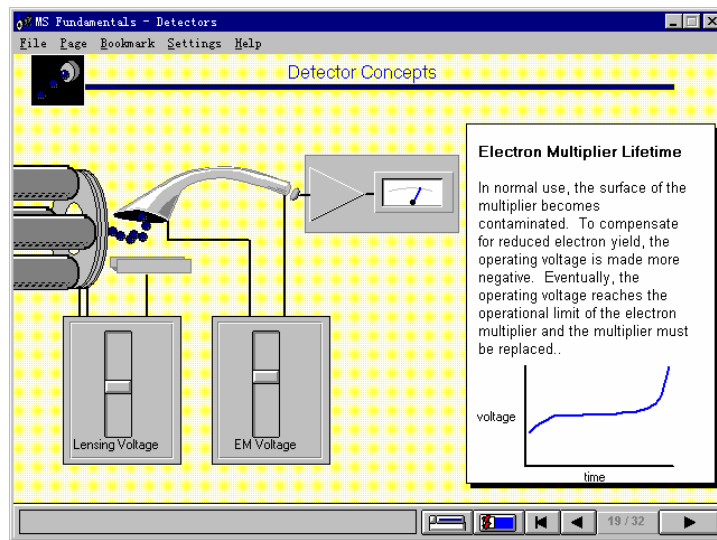 MS Fundamentals - Detectors
File Page Bookmark Settings Help
Detector Concepts
Electron Multiplier Lifetime
In normal use, the surface of the
multiplier becomes
contaminated. To compensate
for reduced electron yield, the
operating voltage is made more
negative. Eventually, the
operating voltage reaches the
operational limit of the electron
multiplier and the multiplier must
be replaced..
voltage
time
Lensing Voltage
EM Voltage
19 / 32